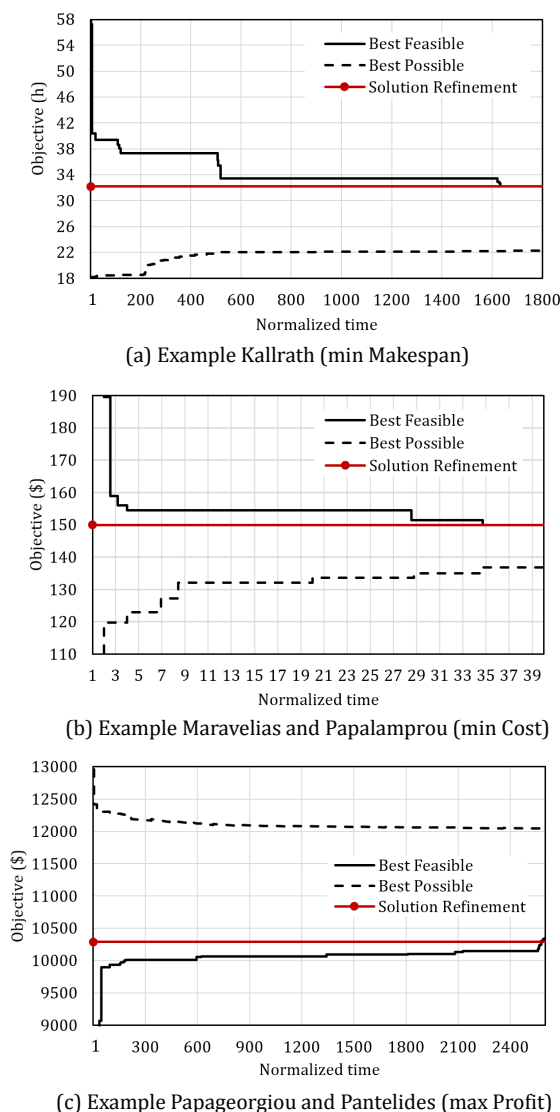 58
54
50
46
42
38
34
32
26
22
18
Objective (h)
Best Feasible
Best Possible
Solution Refinement
1 200 400 600 800 1000 1200 1400 1600 1800
Normalized time
(a) Example Kallrath (min Makespan)
190
180
170
160
150
140
130
120
110
Objective ($)
Best Feasible
Best Possible
Solution Refinement
1 3 5 7 9 11 13 15 17 19 21 23 25 27 29 31 33 35 37 39
Normalized time
(b) Example Maravelias and Papalamprou (min Cost)
13000
12500
12000
11500
11000
10500
10000
9500
9000
Objective ($)
Best Feasible
Best Possible
Solution Refinement
1 300 600 900 1200 1500 1800 2100 2400
Normalized time
(c) Example Papageorgiou and Pantelides (max Profit)